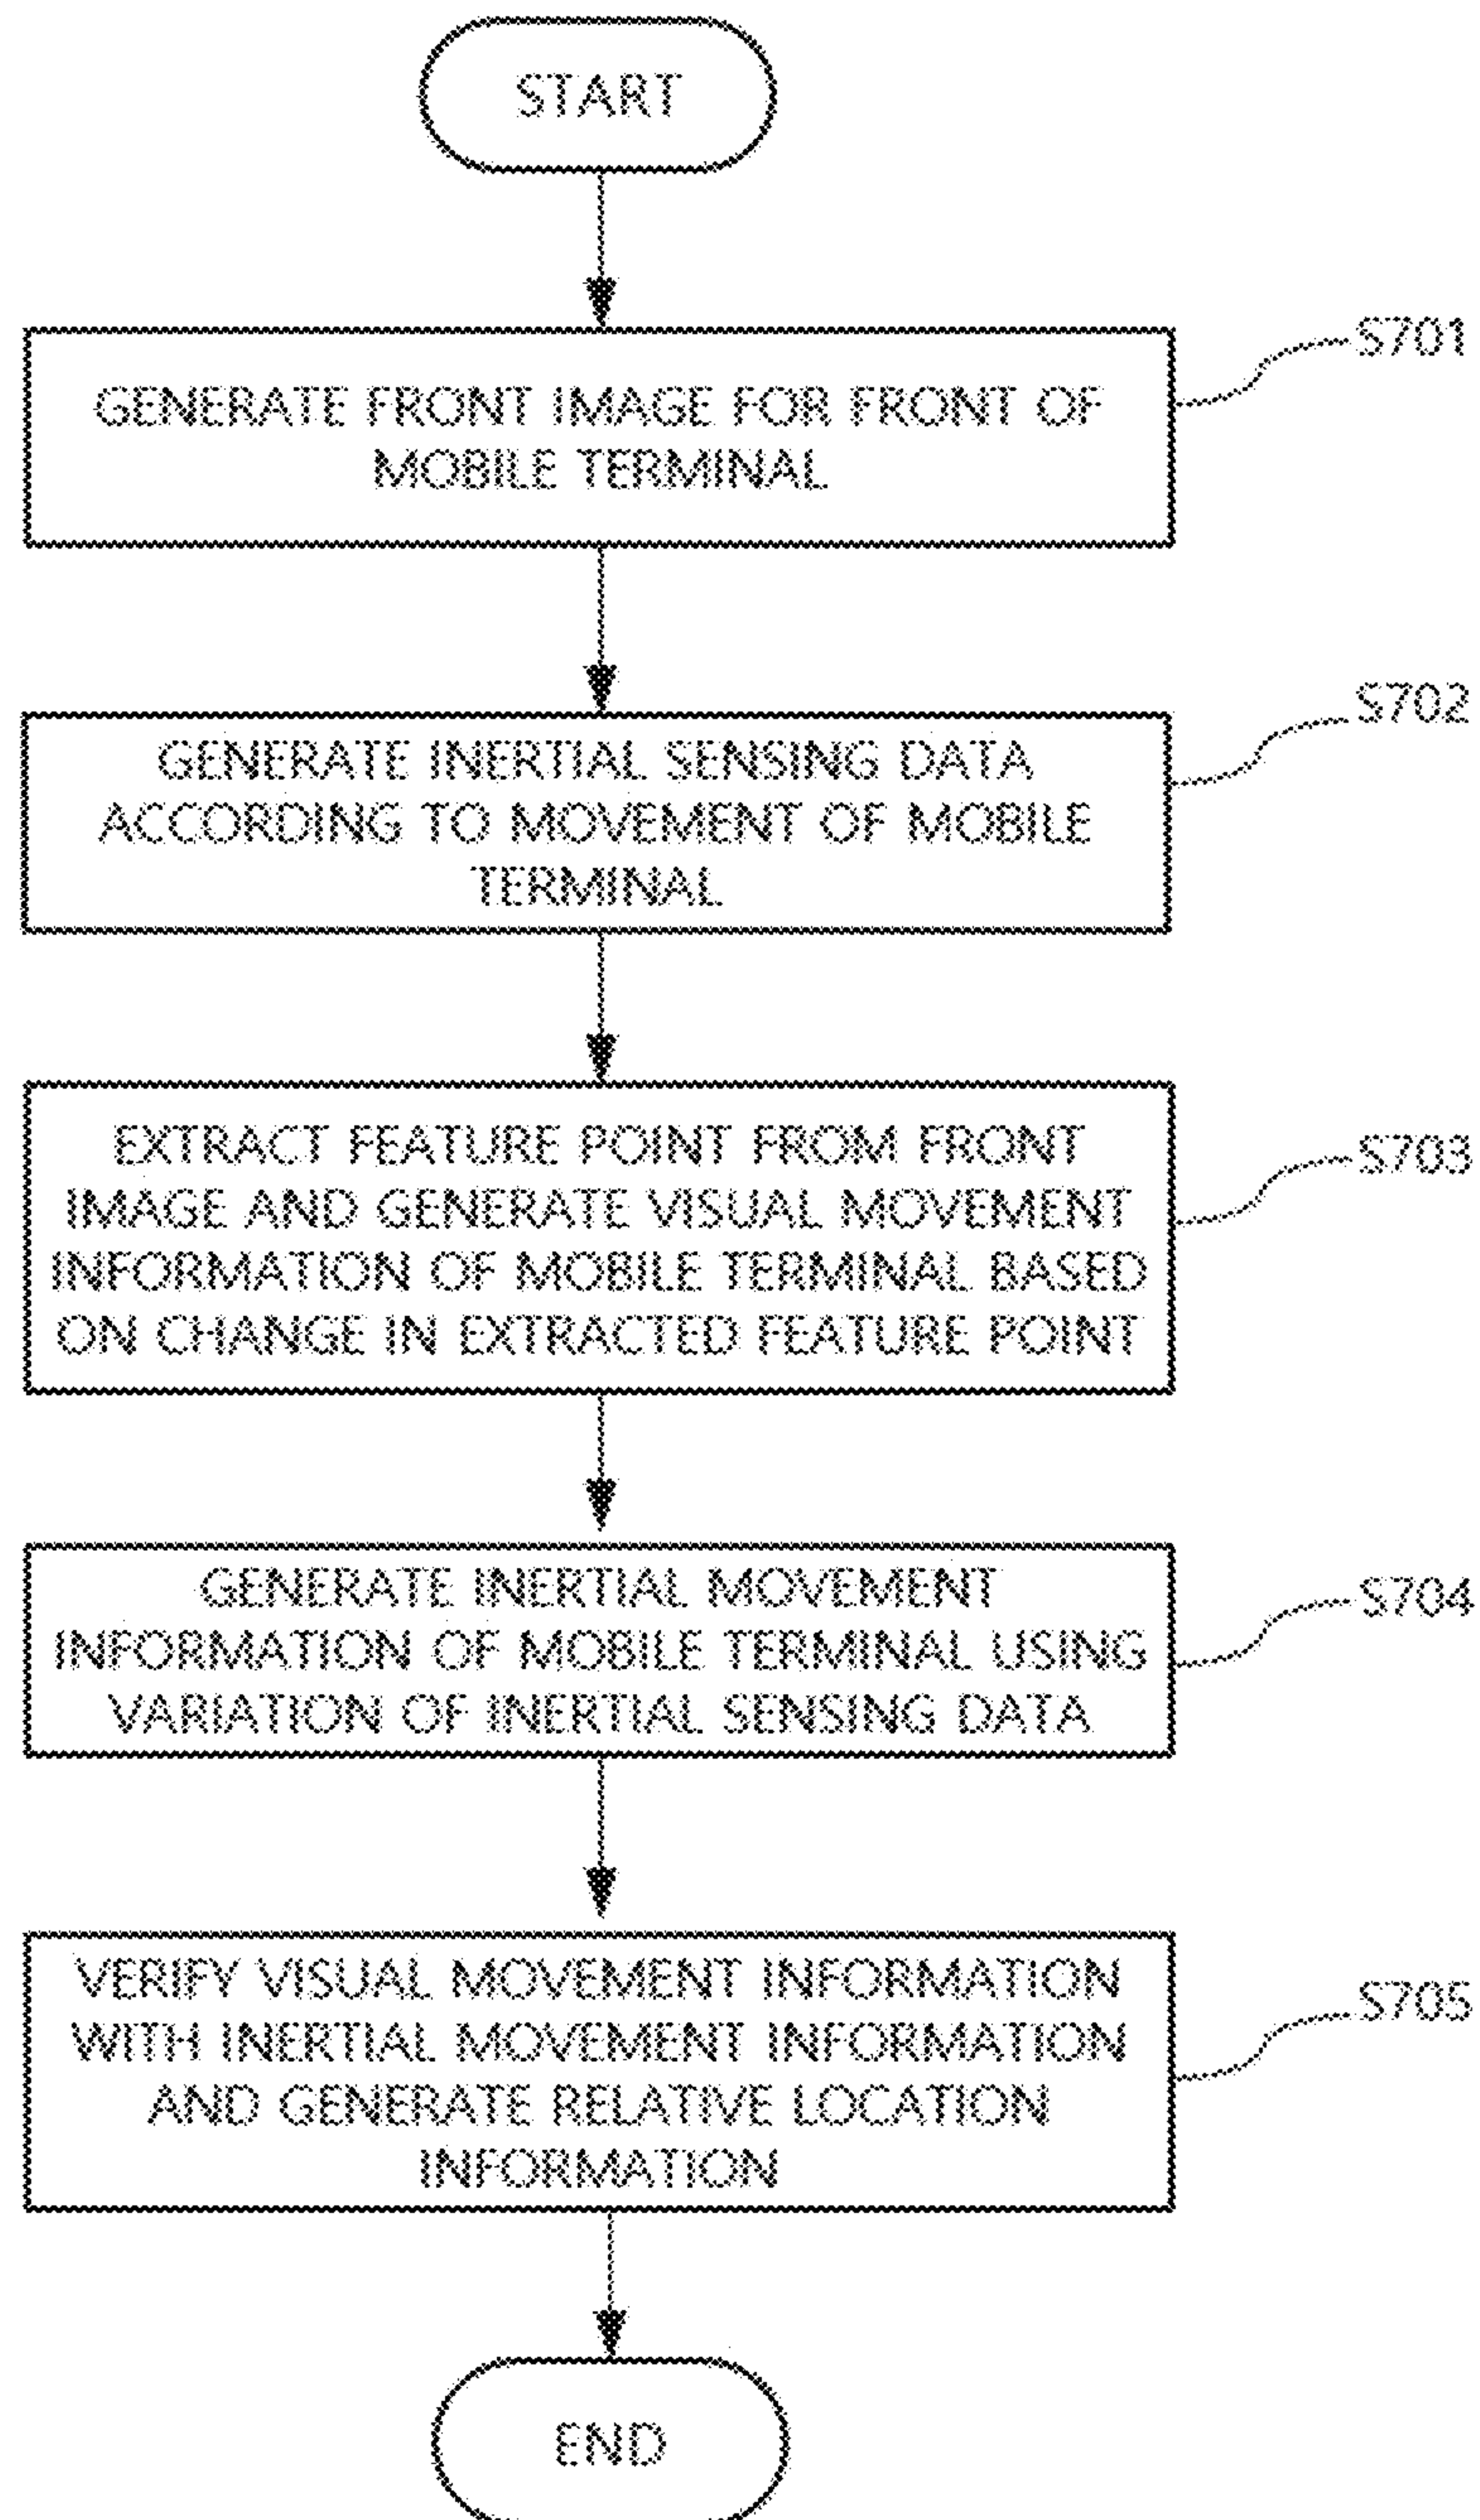 START
GENERATE FRONT IMAGE FOR FRONT OF
MOBILE TERMINAL
S701
GENERATE INERTIAL SENSING DATA
ACCORDING TO MOVEMENT OF MOBILE
TERMINAL
S702
EXTRACT FEATURE POINT FROM FRONT
IMAGE AND GENERATE VISUAL MOVEMENT
INFORMATION OF MOBILE TERMINAL BASED
ON CHANGE IN EXTRACTED FEATURE POINT
S703
GENERATE INERTIAL MOVEMENT
INFORMATION OF MOBILE TERMINAL USING
VARIATION OF INERTIAL SENSING DATA
S704
VERIFY VISUAL MOVEMENT INFORMATION
WITH INERTIAL MOVEMENT INFORMATION
AND GENERATE RELATIVE LOCATION
INFORMATION
S705
END